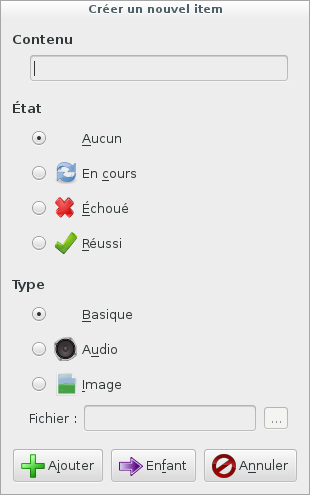 Créer un nouvel item
Contenu
État
Aucun
En cours
Échoué
Réussi
Type
Basique
Audio
Image
Fichier : ...
Ajouter Enfant Annuler